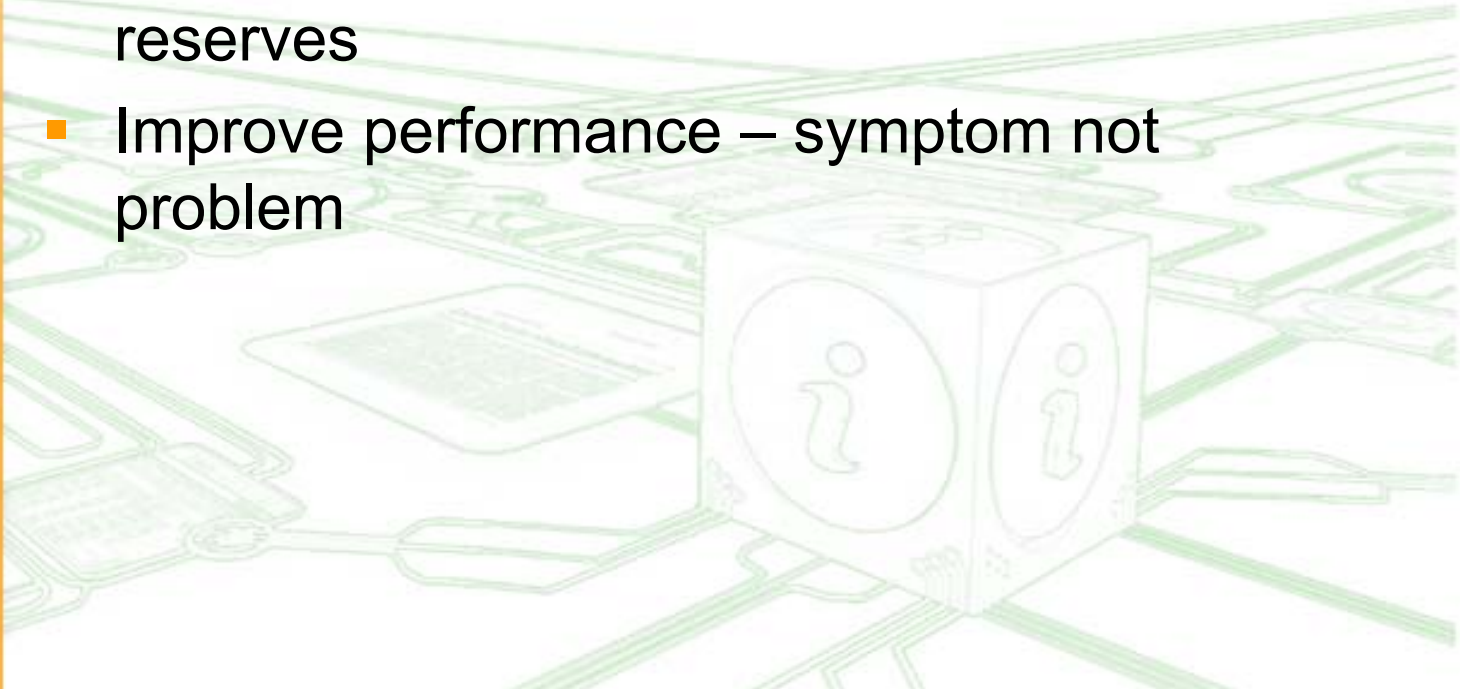 reserves
▪ Improve performance – symptom not
problem
i
i